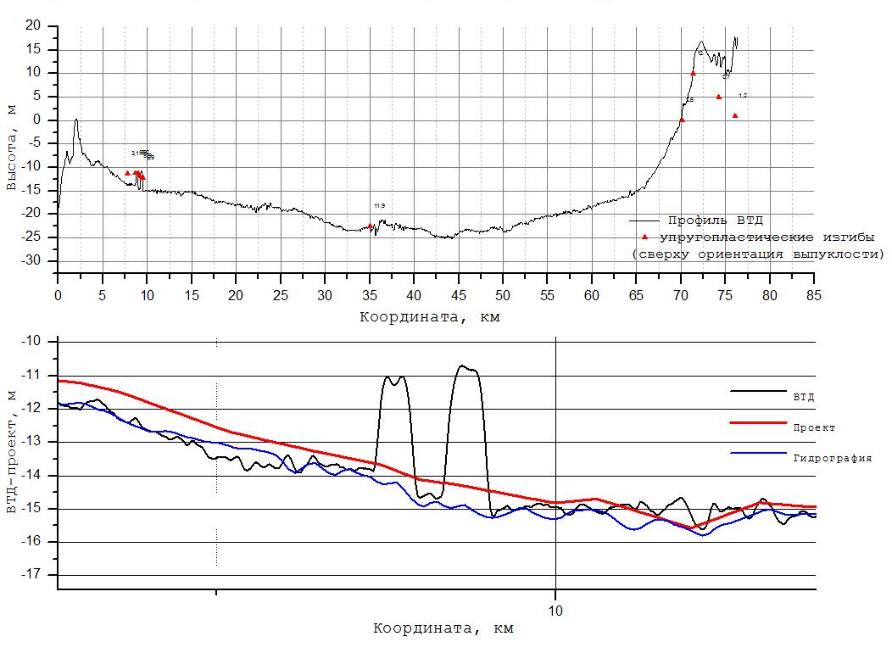 20
15
10
5
0
-5
-10
-15
-20
-25
-30
Высота, м
11,9
1,2
Профиль ВТД
упругопластические изгибы
(сверху ориентация выпуклости)
0 5 10 15 20 25 30 35 40 45 50 55 60 65 70 75 80 85
Координата, км
-10
-11
-12
-13
-14
-15
-16
-17
ВТД-проект, м
ВТД
Проект
Гидрография
10
Координата, км